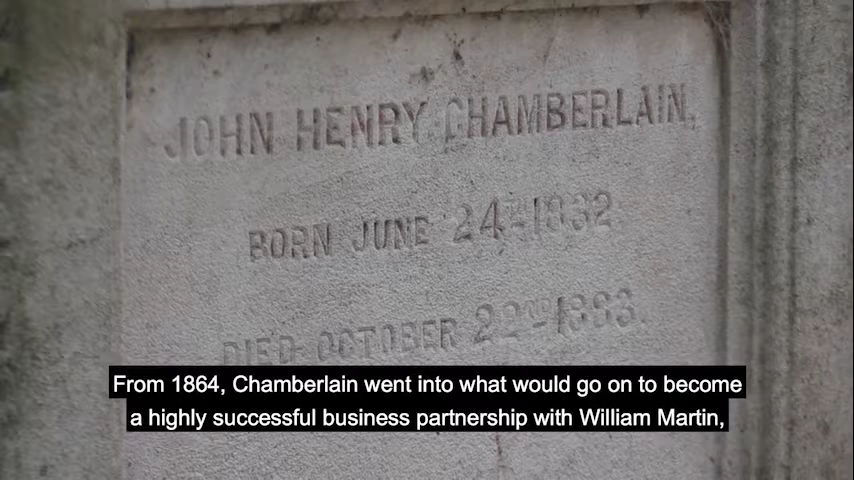 JOHN HENRY CHAMBERLAIN,
BORN JUNE 24TH 1832.
DIED OCTOBER 22ND 1883.
From 1864, Chamberlain went into what would go on to become
a highly successful business partnership with William Martin,